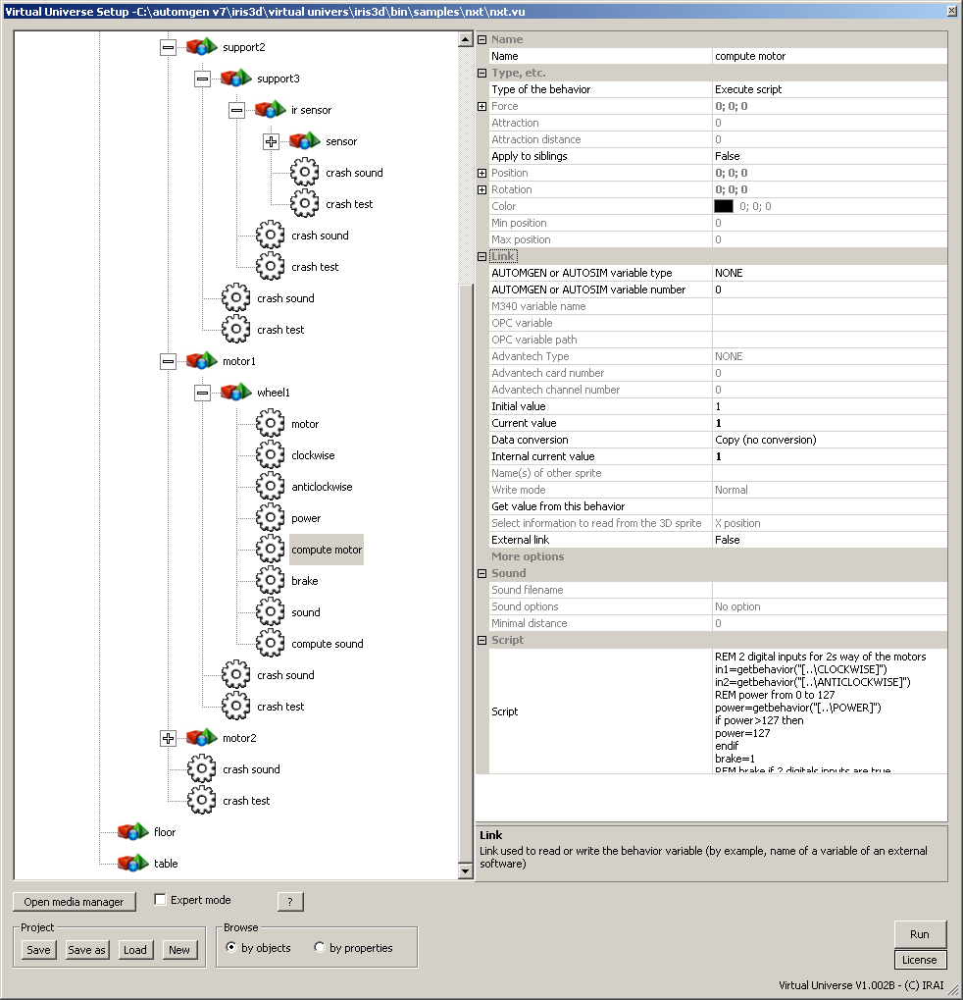 Virtual Universe Setup -C:\automgen v7\iris3d\virtual univers\iris3d\bin\samples\nxt\nxt.vu
support2
support3
ir sensor
sensor
crash sound
crash test
crash sound
crash test
crash sound
crash test
motor1
wheel1
motor
clockwise
anticlockwise
power
compute motor
brake
sound
compute sound
crash sound
crash test
motor2
crash sound
crash test
floor
table
Name
Name compute motor
Type, etc.
Type of the behavior Execute script
Force 0; 0; 0
Attraction 0
Attraction distance 0
Apply to siblings False
Position 0; 0; 0
Rotation 0; 0; 0
Color 0; 0; 0
Min position 0
Max position 0
Link
AUTOMGEN or AUTOSIM variable type NONE
AUTOMGEN or AUTOSIM variable number 0
M340 variable name
OPC variable
OPC variable path
Advantech Type NONE
Advantech card number 0
Advantech channel number 0
Initial value 1
Current value 1
Data conversion Copy (no conversion)
Internal current value 1
Name(s) of other sprite
Write mode Normal
Get value from this behavior
Select information to read from the 3D sprite X position
External link False
More options
Sound
Sound filename
Sound options No option
Minimal distance 0
Script
Script
REM 2 digital inputs for 2s way of the motors
in1=getbehavior("[..\CLOCKWISE]")
in2=getbehavior("[..\ANTICLOCKWISE]")
REM power from 0 to 127
power=getbehavior("[..\POWER]")
if power>127 then
power=127
endif
brake=1
REM brake if 2 digitals inputs are true
Link
Link used to read or write the behavior variable (by example, name of a variable of an external
software)
Open media manager
Expert mode
?
Project
Save
Save as
Load
New
Browse
by objects
by properties
Run
License
Virtual Universe V1.002B - (C) IRAI